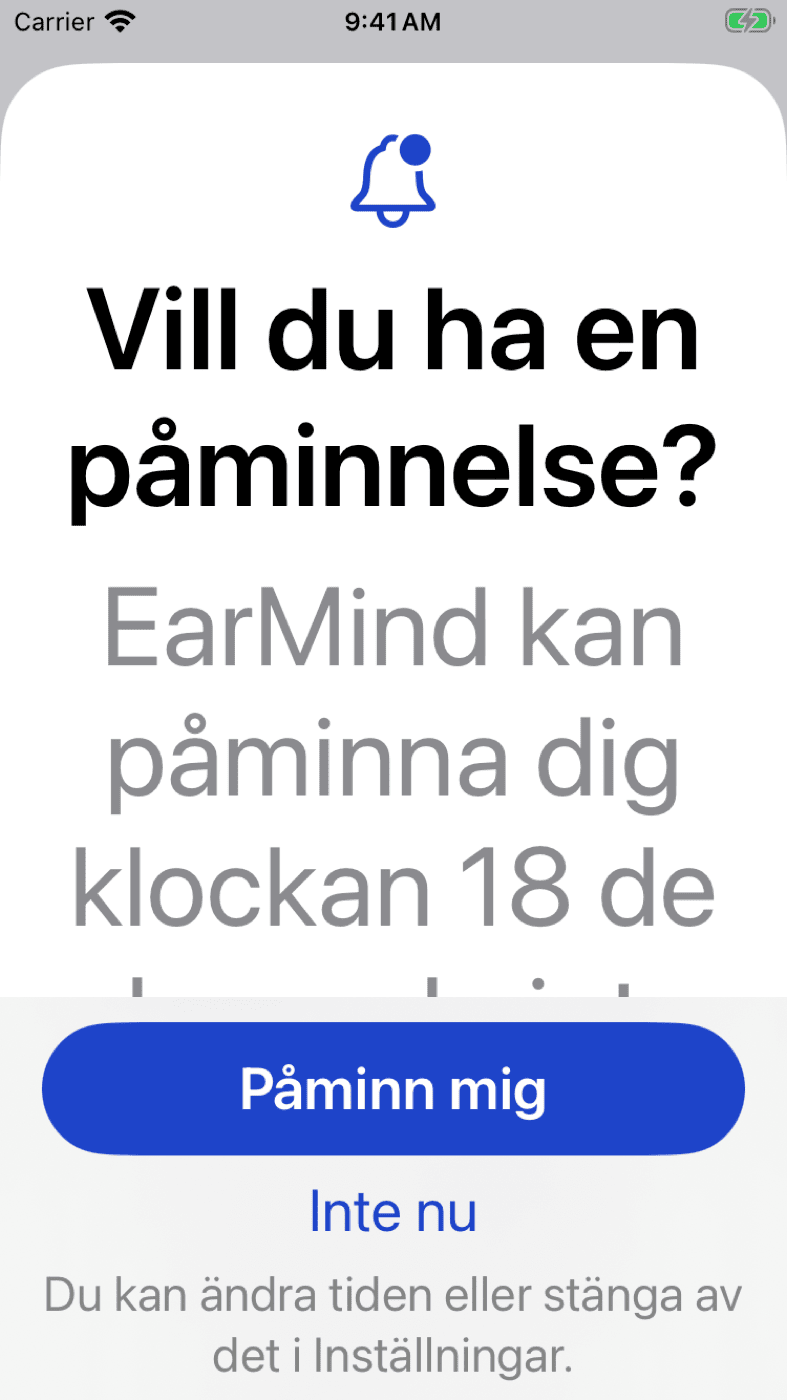 Carrier
9:41 AM
Vill du ha en
påminnelse?
EarMind kan
påminna dig
klockan 18 de
Påminn mig
Inte nu
Du kan ändra tiden eller stänga av
det i Inställningar.